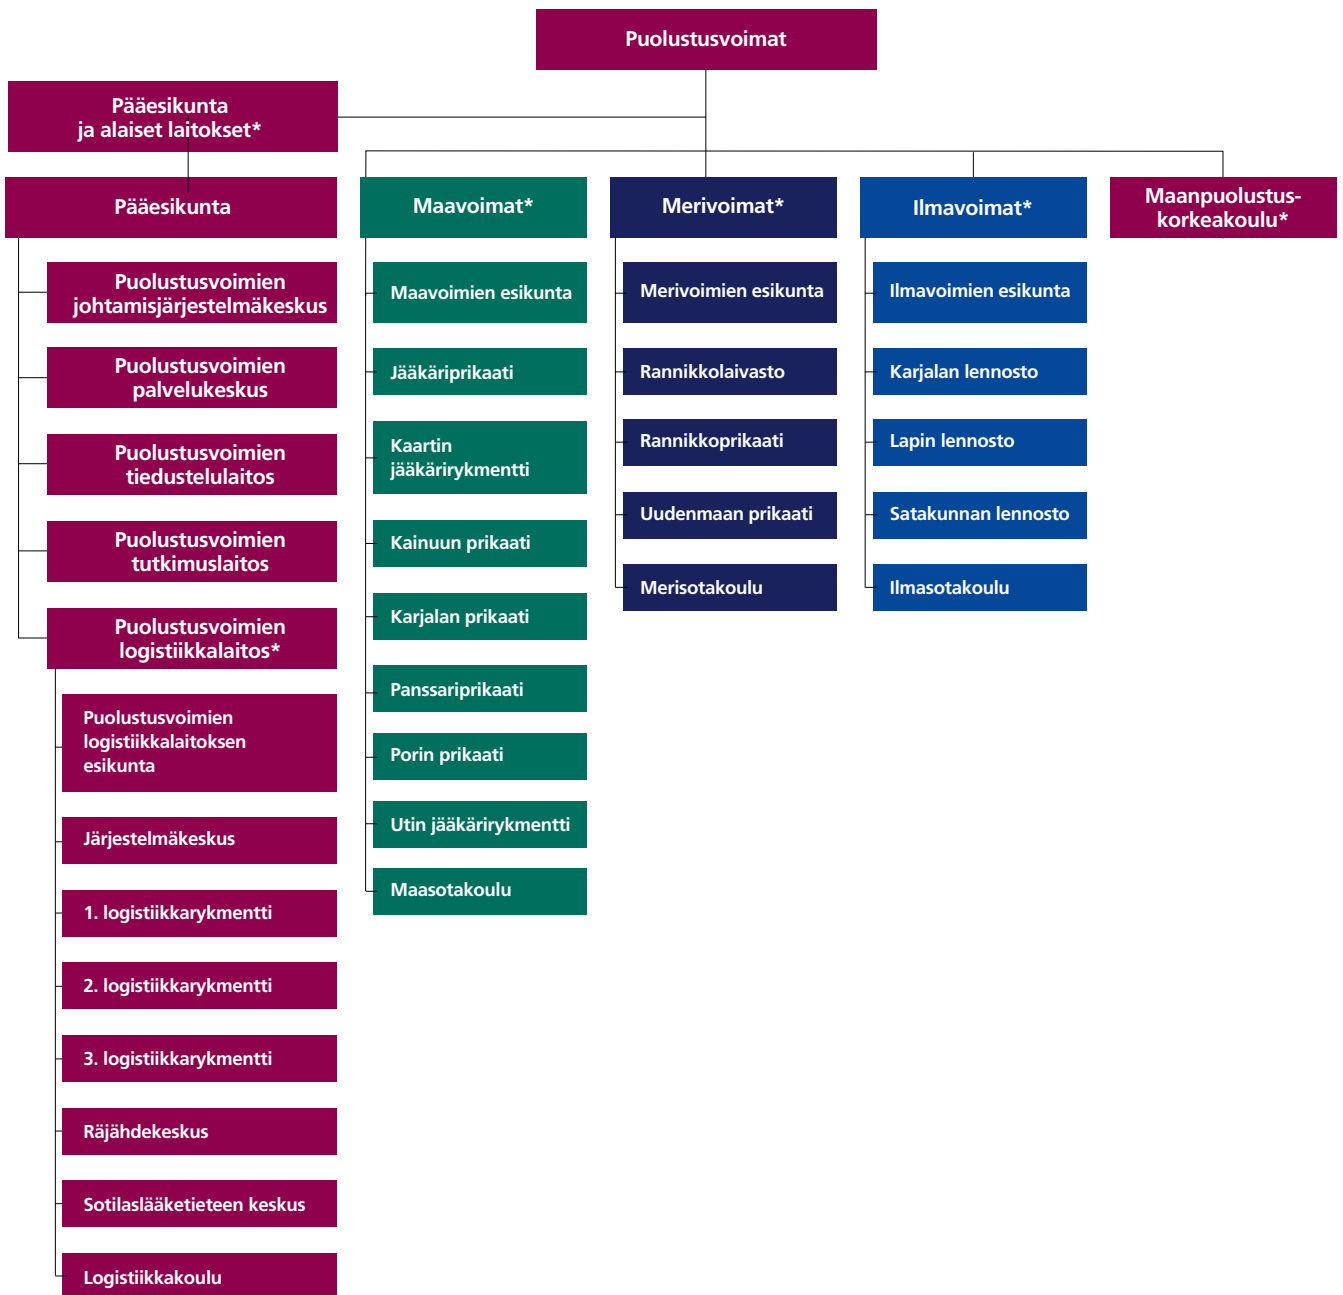 Puolustusvoimat
Pääesikunta
ja alaiset laitokset*
Pääesikunta
Puolustusvoimien
johtamisjärjestelmäkeskus
Puolustusvoimien
palvelukeskus
Puolustusvoimien
tiedustelulaitos
Puolustusvoimien
tutkimuslaitos
Puolustusvoimien
logistiikkalaitos*
Puolustusvoimien
logistiikkalaitoksen
esikunta
Järjestelmäkeskus
1. logistiikkarykmentti
2. logistiikkarykmentti
3. logistiikkarykmentti
Räjähdekeskus
Sotilaslääketieteen keskus
Logistiikkakoulu
Maavoimat*
Maavoimien esikunta
Jääkäriprikaati
Kaartin
jääkärirykmentti
Kainuun prikaati
Karjalan prikaati
Panssariprikaati
Porin prikaati
Utin jääkärirykmentti
Maasotakoulu
Merivoimat*
Merivoimien esikunta
Rannikkolaivasto
Rannikkoprikaati
Uudenmaan prikaati
Merisotakoulu
Ilmavoimat*
Ilmavoimien esikunta
Karjalan lennosto
Lapin lennosto
Satakunnan lennosto
Ilmasotakoulu
Maanpuolustus-
korkeakoulu*